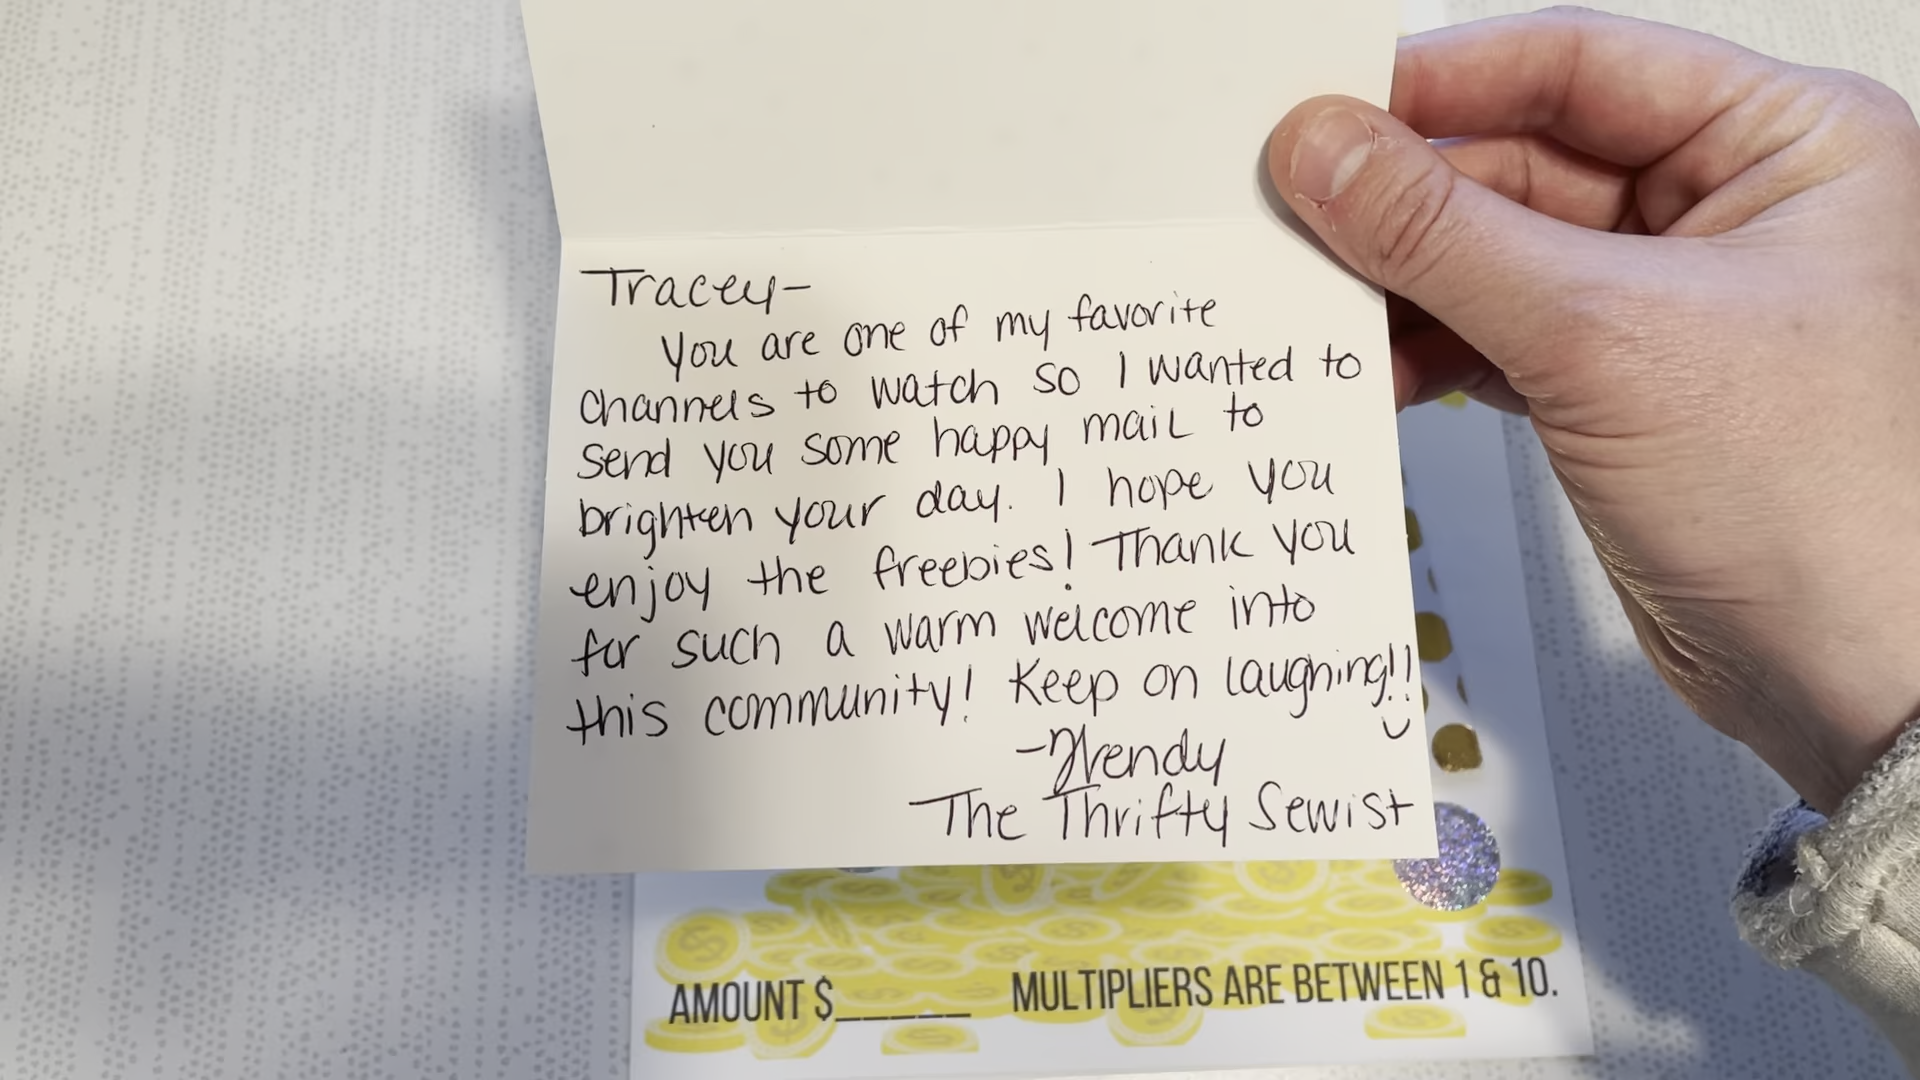 Tracey-
You are one of my favorite
channels to watch so I wanted to
send you some happy mail to
brighten your day. I hope you
enjoy the freebies! Thank you
for such a warm welcome into
this community! Keep on laughing!!
-Wendy
The Thrifty Sewist
AMOUNT $_____ MULTIPLIERS ARE BETWEEN 1 & 10.